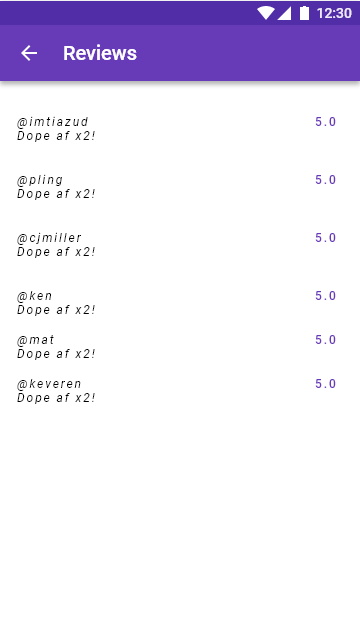 12:30
Reviews
@imtiazud 5.0
Dope af x2!
@pling 5.0
Dope af x2!
@cjmiller 5.0
Dope af x2!
@ken 5.0
Dope af x2!
@mat 5.0
Dope af x2!
@keveren 5.0
Dope af x2!